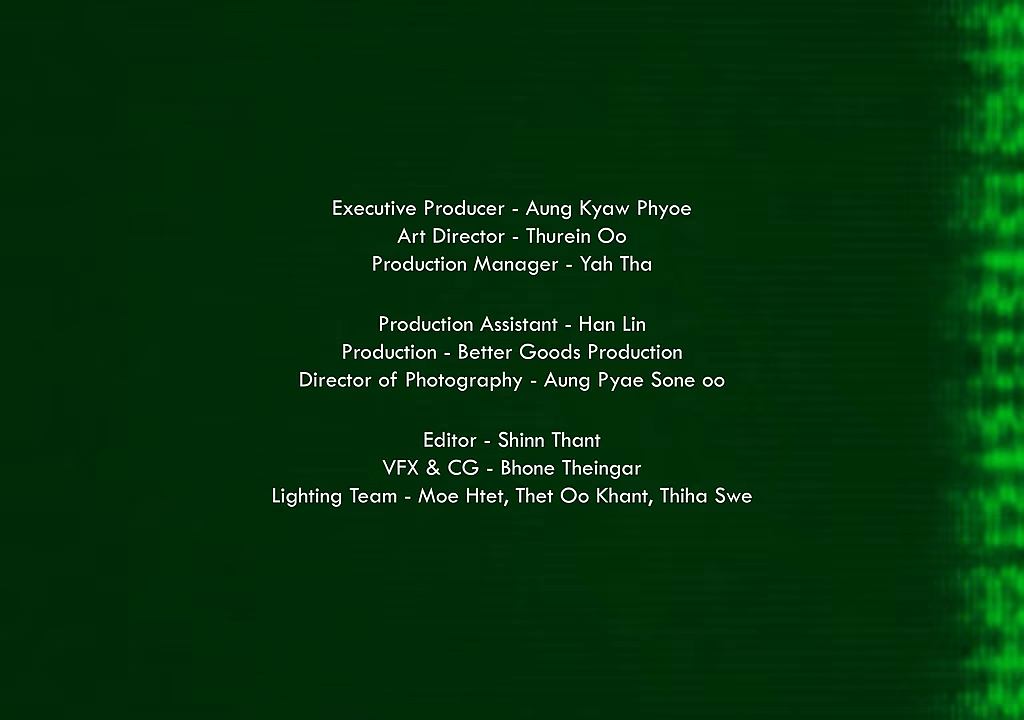 Executive Producer - Aung Kyaw Phyoe
Art Director - Thurein Oo
Production Manager - Yah Tha
Production Assistant - Han Lin
Production - Better Goods Production
Director of Photography - Aung Pyae Sone oo
Editor - Shinn Thant
VFX & CG - Bhone Theingar
Lighting Team - Moe Htet, Thet Oo Khant, Thiha Swe